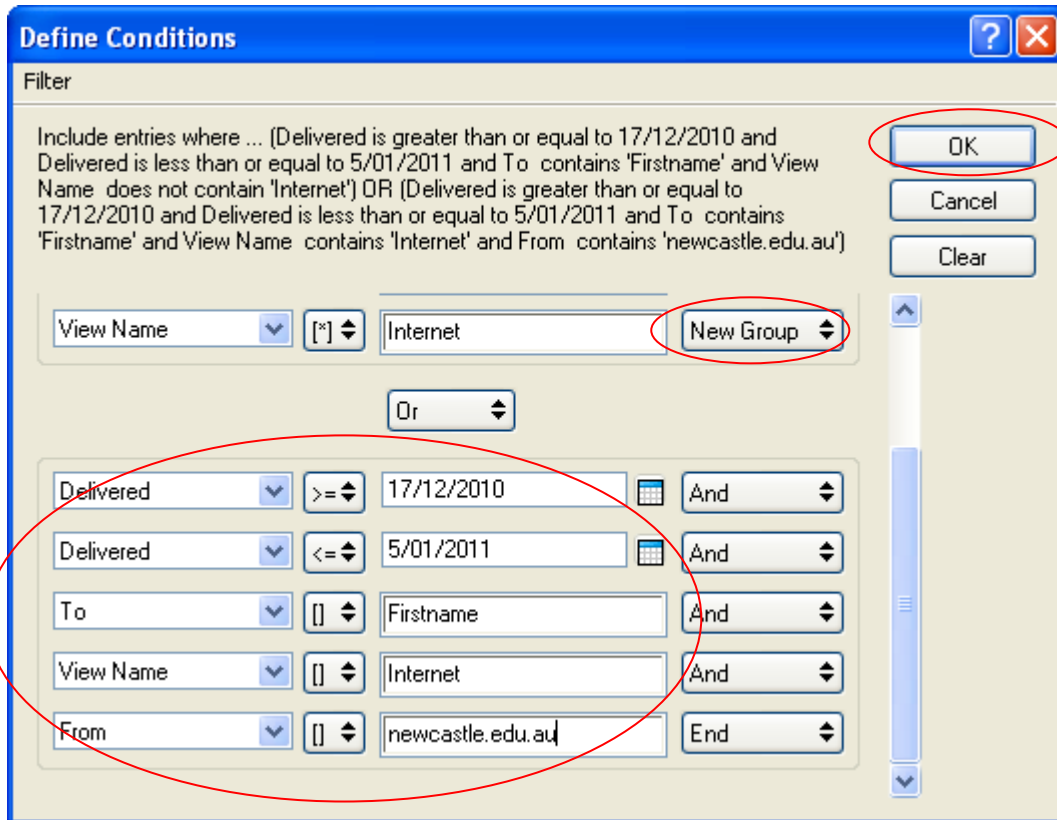 Define Conditions
Filter
Include entries where ... (Delivered is greater than or equal to 17/12/2010 and
Delivered is less than or equal to 5/01/2011 and To  contains 'Firstname' and View
Name  does not contain 'Internet') OR (Delivered is greater than or equal to
17/12/2010 and Delivered is less than or equal to 5/01/2011 and To  contains
'Firstname' and View Name  contains 'Internet' and From  contains 'newcastle.edu.au')
OK
Cancel
Clear
View Name [*] Internet New Group
Or
Delivered >= 17/12/2010 And
Delivered <= 5/01/2011 And
To [] Firstname And
View Name [] Internet And
From [] newcastle.edu.au End